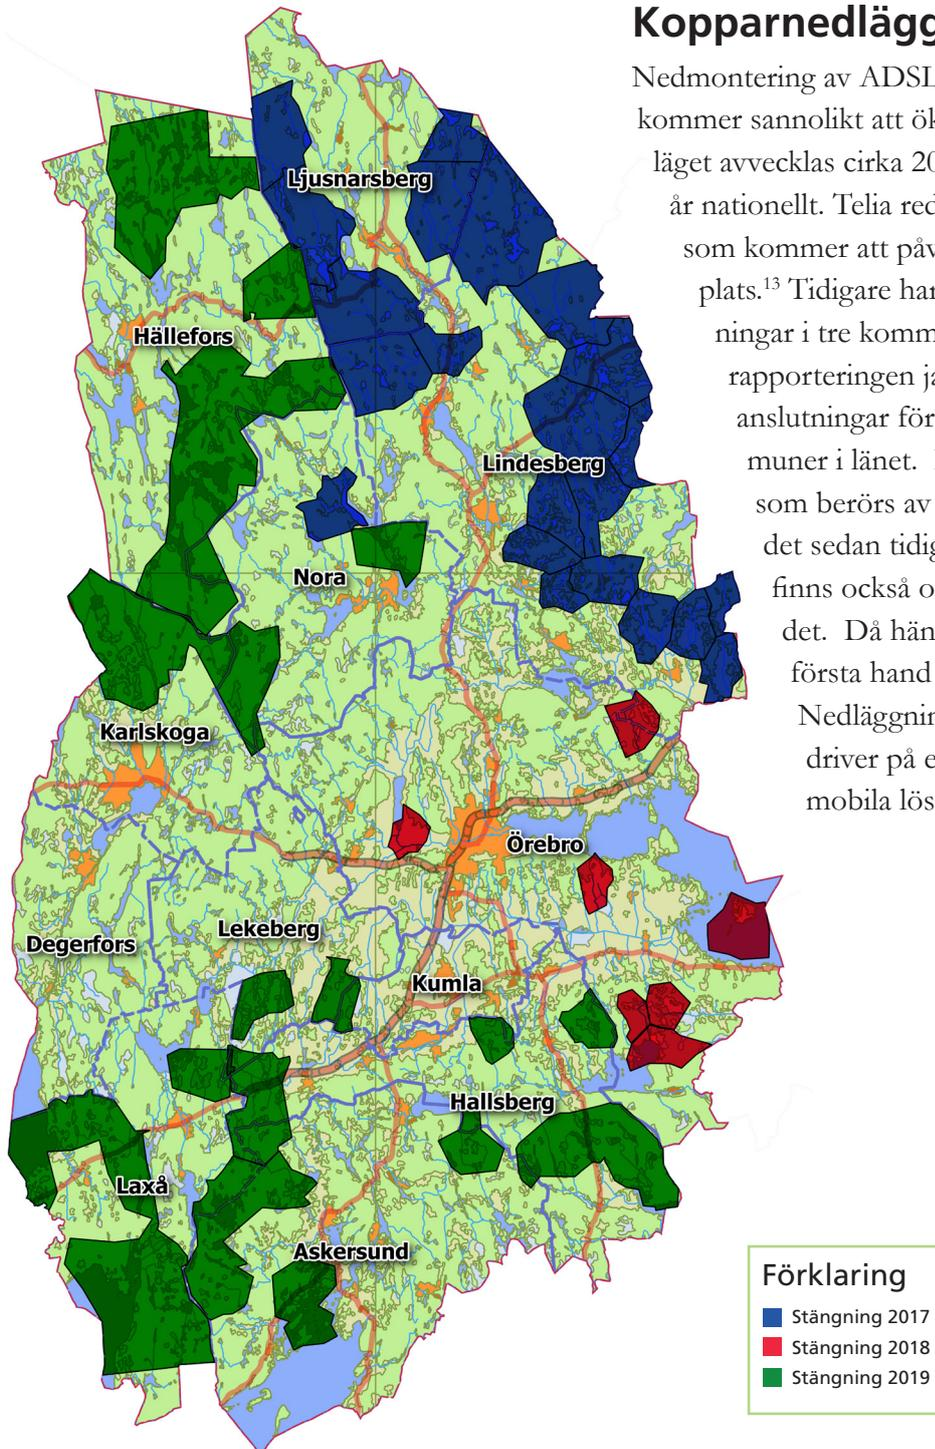 Kopparnedlägg
Nedmontering av ADSL
kommer sannolikt att ök
läget avvecklas cirka 20
år nationellt. Telia red
som kommer att påv
plats.13 Tidigare har
ningar i tre komm
rapporteringen ja
anslutningar för
muner i länet.
som berörs av
det sedan tidig
finns också o
det. Då hän
första hand
Nedläggnin
driver på e
mobila lös
Ljusnarsberg
Hällefors
Lindesberg
Nora
Karlskoga
Örebro
Lekeberg
Degerfors
Kumla
Hallsberg
Laxå
Askersund
Förklaring
Stängning 2017
Stängning 2018
Stängning 2019